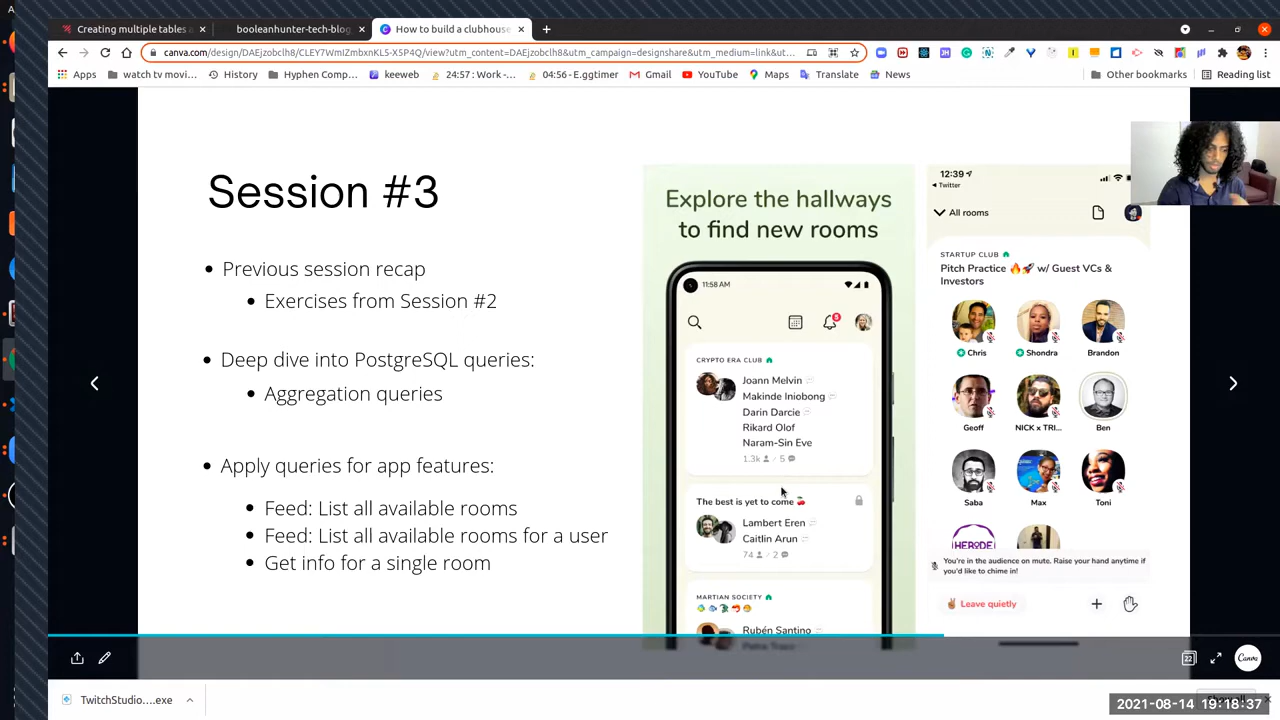 Creating multiple tables a
booleanhunter-tech-blog
How to build a clubhouse
canva.com/design/DAEjzobclh8/CLEY7WmIZmbxnKL5-X5P4Q/view?utm_content=DAEjzobclh8&utm_campaign=designshare&utm_medium=link&ut...
Apps
watch tv movi...
History
Hyphen Comp...
keeweb
24:57 : Work -...
04:56 - E.ggtimer
Gmail
YouTube
Maps
Translate
News
Other bookmarks
Reading list
Session #3
Previous session recap
Exercises from Session #2
Deep dive into PostgreSQL queries:
Aggregation queries
Apply queries for app features:
Feed: List all available rooms
Feed: List all available rooms for a user
Get info for a single room
Explore the hallways
to find new rooms
11:58 AM
8
CRYPTO ERA CLUB
Joann Melvin
Makinde Iniobong
Darin Darcie
Rikard Olof
Naram-Sin Eve
1.3k / 5
The best is yet to come
Lambert Eren
Caitlin Arun
74 / 2
MARTIAN SOCIETY
Rubén Santino
12:39
Twitter
All rooms
STARTUP CLUB
Pitch Practice 🔥🚀 w/ Guest VCs &
Investors
Chris
Shondra
Brandon
Geoff
NICK x TRI...
Ben
Saba
Max
Toni
HERODE
You're in the audience on mute. Raise your hand anytime if
you'd like to chime in!
Leave quietly
22
Canva
TwitchStudio....exe
2021-08-14 19:18:37